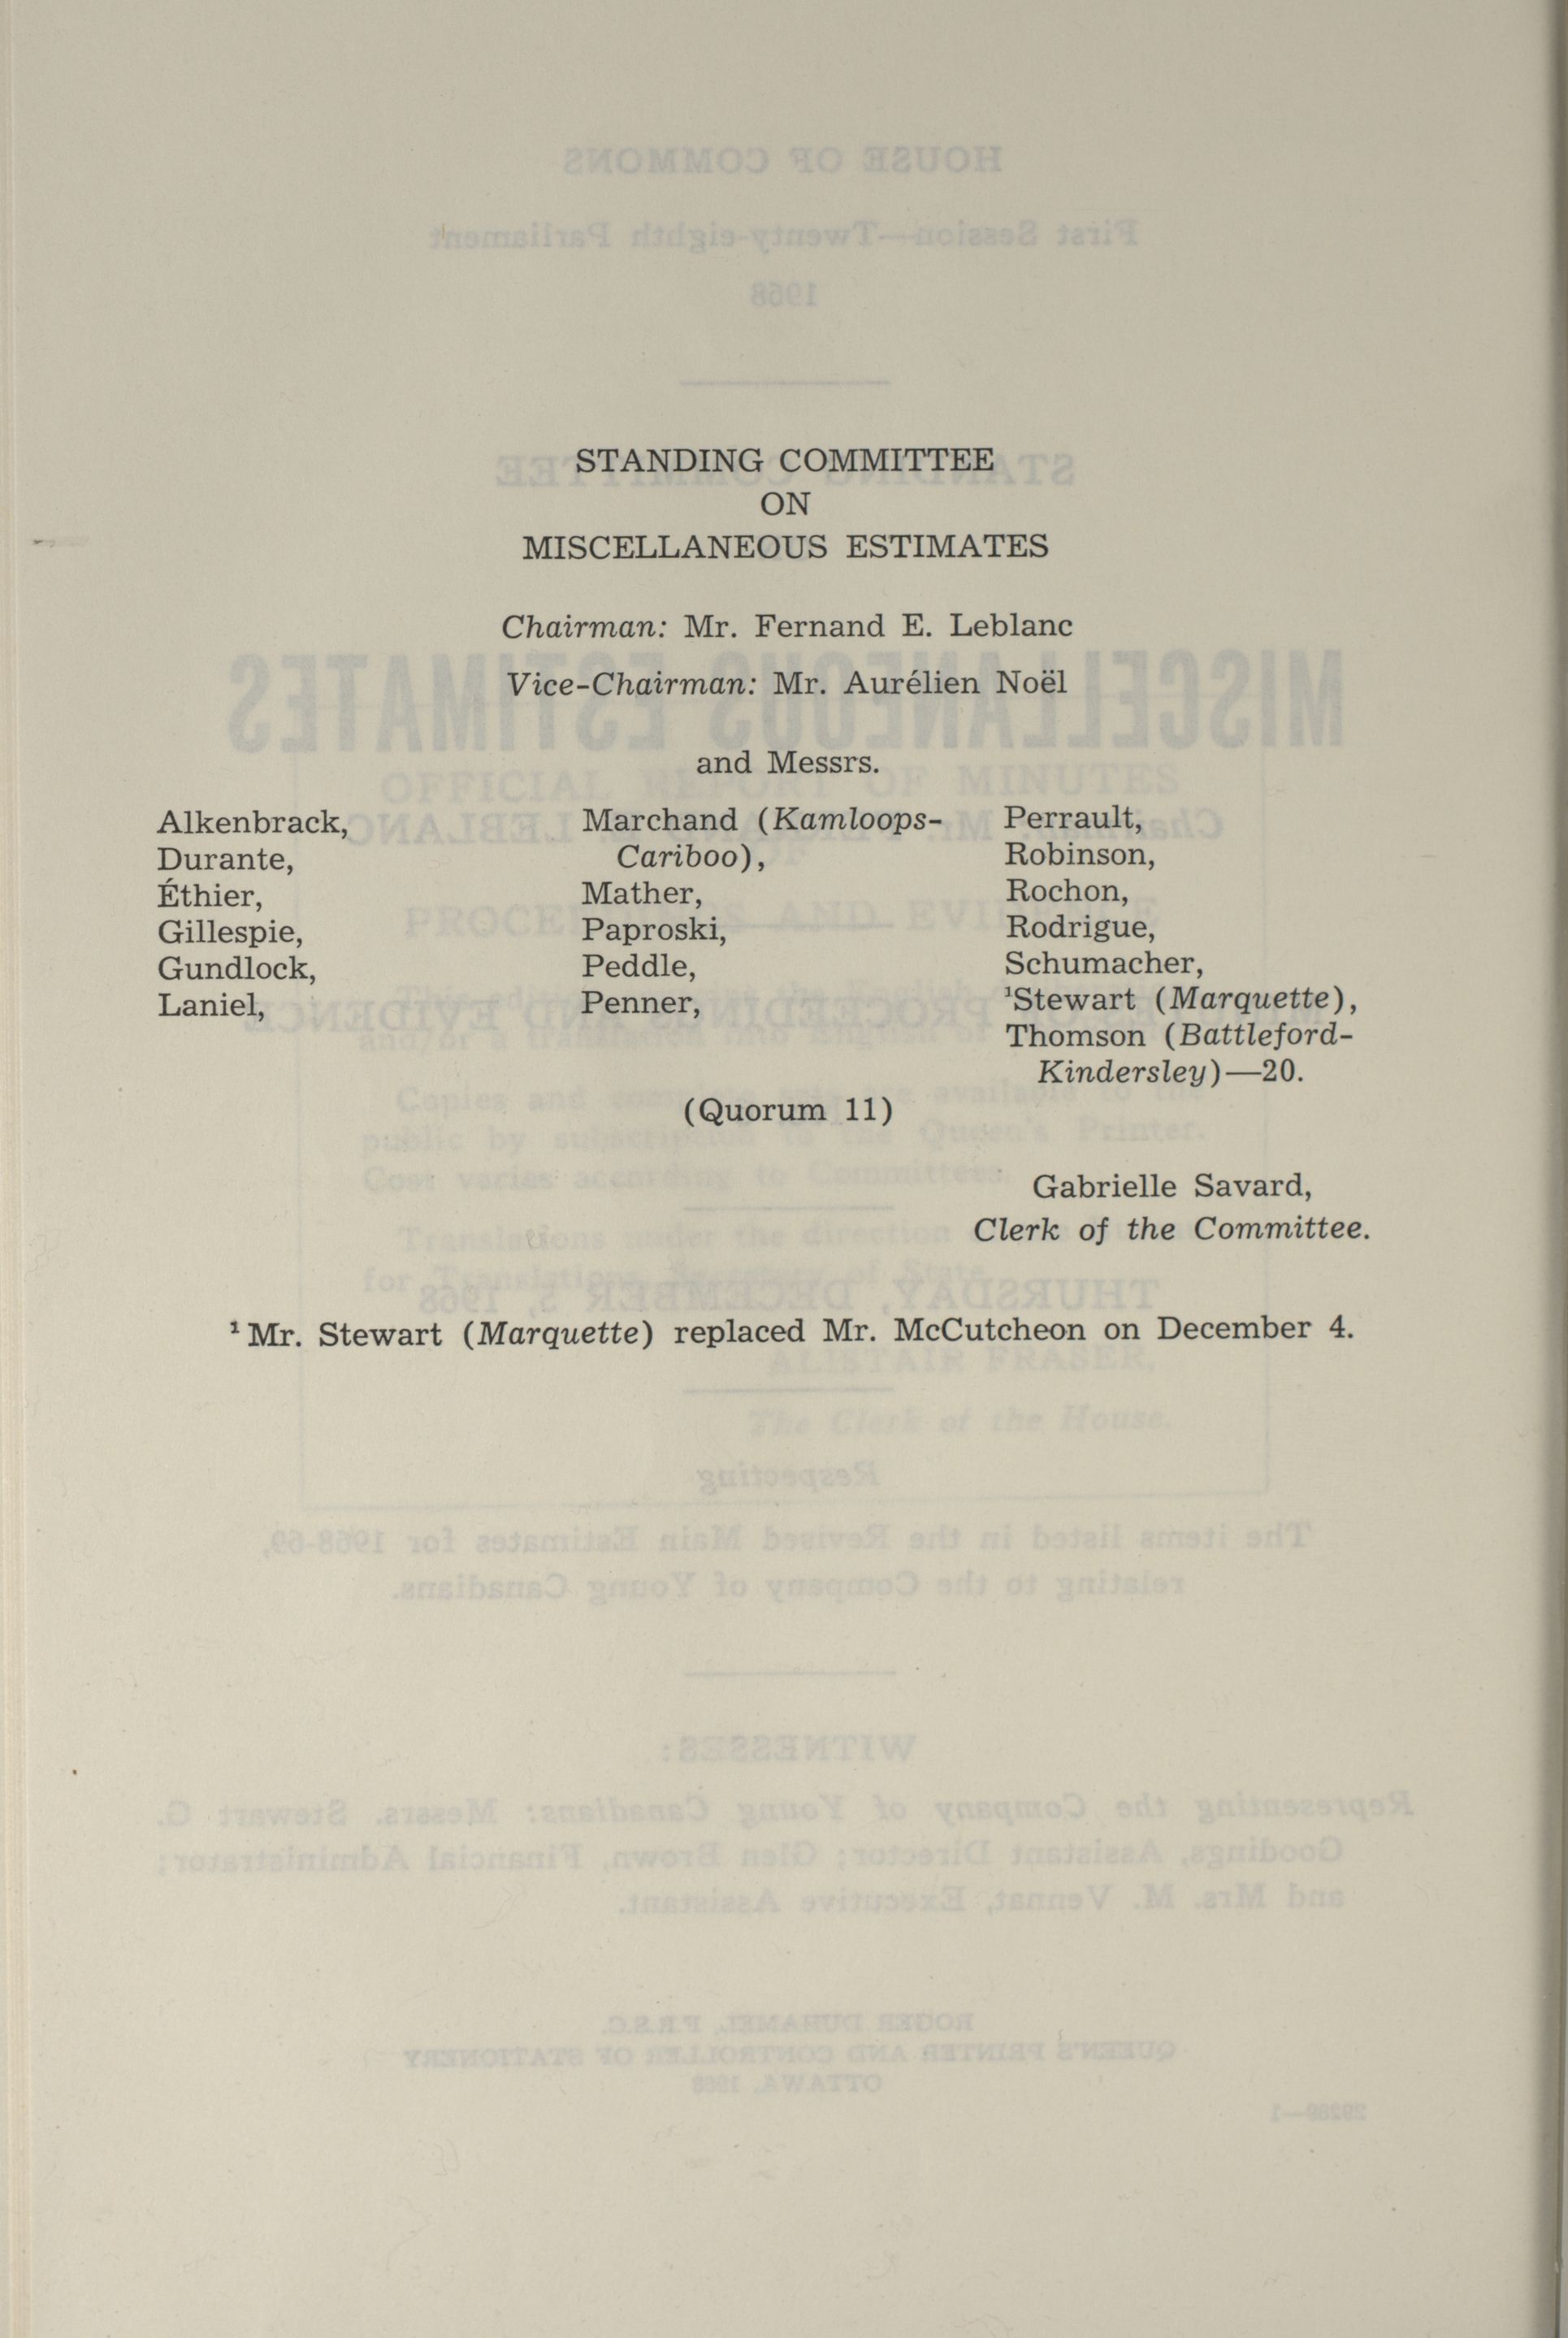 STANDING COMMITTEE
ON
MISCELLANEOUS ESTIMATES
Chairman: Mr. Fernand E. Leblanc
Vice-Chairman: Mr. Aurélien Noël
and Messrs.
Alkenbrack,
Durante,
Éthier,
Gillespie,
Gundlock,
Laniel,
Marchand (Kamloops-
Cariboo),
Mather,
Paproski,
Peddle,
Penner,
Perrault,
Robinson,
Rochon,
Rodrigue,
Schumacher,
¹Stewart (Marquette),
Thomson (Battleford-
Kindersley)—20.
(Quorum 11)
Gabrielle Savard,
Clerk of the Committee.
¹ Mr. Stewart (Marquette) replaced Mr. McCutcheon on December 4.